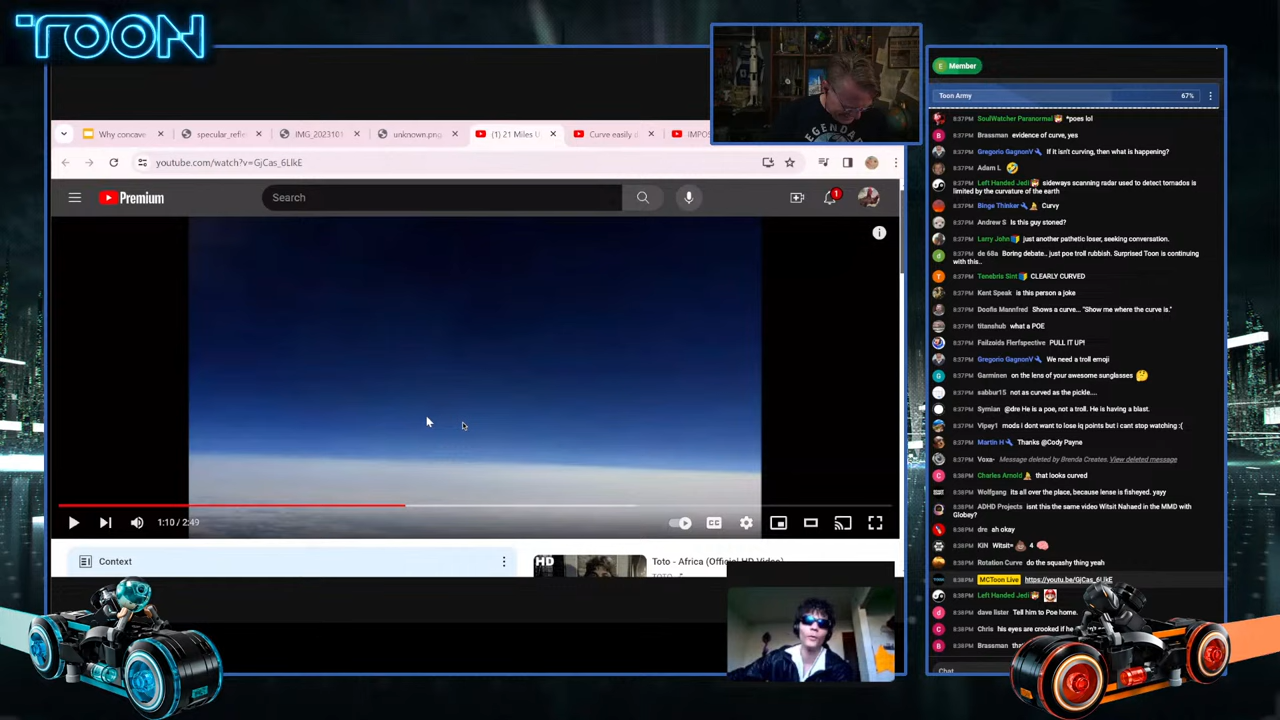 TOON
Why concave
specular_refle
IMG_2023101
unknown.png
(1) 21 Miles U
Curve easily d
IMPOS
youtube.com/watch?v=GjCas_6LlkE
Premium
Search
1
1:10 / 2:49
CC
Context
HD
Toto - Africa (Official HD Video)
TOTO
LEGENDARY
E Member
Toon Army 67%
SoulWatcher Paranormal *poes lol
8:37PM Brassman evidence of curve, yes
8:37PM Gregorio GagnonV If it isn't curving, then what is happening?
8:37PM Adam L
8:37PM Left Handed Jedi sideways scanning radar used to detect tornados is
limited by the curvature of the earth
8:37PM Binge Thinker Curvy
8:37PM Andrew S Is this guy stoned?
8:37PM Larry John just another pathetic loser, seeking conversation.
8:37PM de 68a Boring debate.. just poe troll rubbish. Surprised Toon is continuing
with this..
8:37PM Tenebris Sint CLEARLY CURVED
8:37PM Kent Speak is this person a joke
8:37PM Doofis Mannfred Shows a curve... "Show me where the curve is."
8:37PM titanshub what a POE
8:37PM Failzoids Flerfspective PULL IT UP!
8:37PM Gregorio GagnonV We need a troll emoji
8:37PM Garminen on the lens of your awesome sunglasses
8:37PM sabbur15 not as curved as the pickle....
8:37PM Symian @dre He is a poe, not a troll. He is having a blast.
8:37PM Vipey1 mods i dont want to lose iq points but i cant stop watching :(
8:37PM Martin H Thanks @Cody Payne
8:37PM Voxa- Message deleted by Brenda Creates. View deleted message
8:38PM Charles Arnold that looks curved
8:38PM Wolfgang its all over the place, because lense is fisheyed. yayy
8:38PM ADHD Projects isnt this the same video Witsit Nahaed in the MMD with
Globey?
8:38PM dre ah okay
8:38PM KiN Witsit= 4
8:38PM Rotation Curve do the squashy thing yeah
8:38PM MCToon Live https://youtu.be/GjCas_6LlkE
8:38PM Left Handed Jedi
8:38PM dave lister Tell him to Poe home.
8:38PM Chris his eyes are crooked if he
8:38PM Brassman
Chat